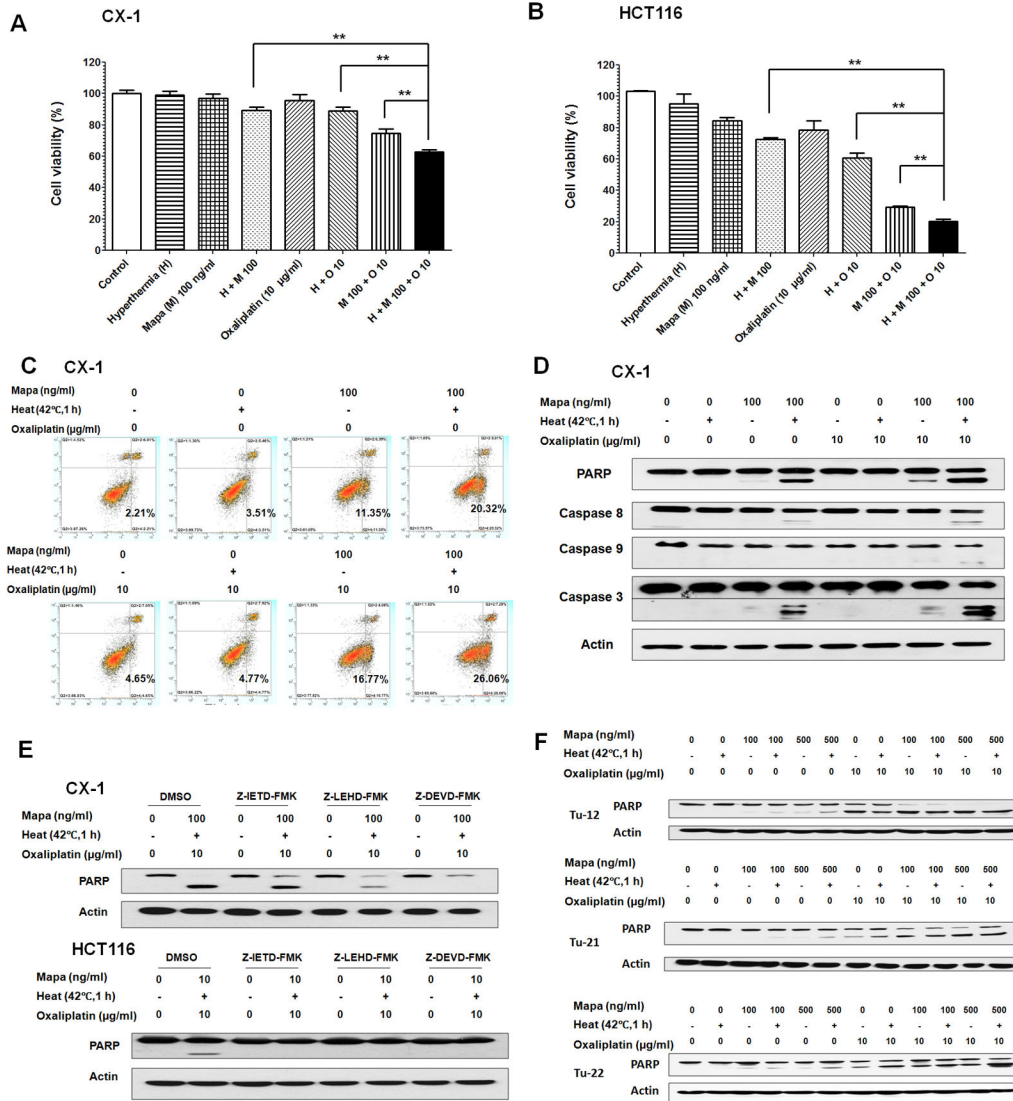 A CX-1
** ** **
Cell viability (%)
120
100
80
60
40
20
0
Control
Hyperthermia (H)
Mapa (M) 100 ng/ml
H + M 100
Oxaliplatin (10 µg/ml)
H + O 10
M 100 + O 10
H + M 100 + O 10
B HCT116
** ** **
Cell viability (%)
120
100
80
60
40
20
0
Control
Hyperthermia (H)
Mapa (M) 100 ng/ml
H + M 100
Oxaliplatin (10 µg/ml)
H + O 10
M 100 + O 10
H + M 100 + O 10
C CX-1
Mapa (ng/ml) 0 0 100 100
Heat (42℃,1 h) - + - +
Oxaliplatin (µg/ml) 0 0 0 0
2.21% 3.51% 11.35% 20.32%
Mapa (ng/ml) 0 0 100 100
Heat (42℃,1 h) - + - +
Oxaliplatin (µg/ml) 10 10 10 10
4.65% 4.77% 16.77% 26.06%
D CX-1
Mapa (ng/ml) 0 0 100 100 0 0 100 100
Heat (42℃,1 h) - + - + - + - +
Oxaliplatin (µg/ml) 0 0 0 0 10 10 10 10
PARP
Caspase 8
Caspase 9
Caspase 3
Actin
E
CX-1
DMSO Z-IETD-FMK Z-LEHD-FMK Z-DEVD-FMK
Mapa (ng/ml) 0 100 0 100 0 100 0 100
Heat (42℃,1 h) - + - + - + - +
Oxaliplatin (µg/ml) 0 10 0 10 0 10 0 10
PARP
Actin
HCT116
DMSO Z-IETD-FMK Z-LEHD-FMK Z-DEVD-FMK
Mapa (ng/ml) 0 10 0 10 0 10 0 10
Heat (42℃,1 h) - + - + - + - +
Oxaliplatin (µg/ml) 0 10 0 10 0 10 0 10
PARP
Actin
F
Mapa (ng/ml) 0 0 100 100 500 500 0 0 100 100 500 500
Heat (42℃,1 h) - + - + - + - + - + - +
Oxaliplatin (µg/ml) 0 0 0 0 0 0 10 10 10 10 10 10
Tu-12 PARP
Actin
Mapa (ng/ml) 0 0 100 100 500 500 0 0 100 100 500 500
Heat (42℃,1 h) - + - + - + - + - + - +
Oxaliplatin (µg/ml) 0 0 0 0 0 0 10 10 10 10 10 10
Tu-21 PARP
Actin
Mapa (ng/ml) 0 0 100 100 500 500 0 0 100 100 500 500
Heat (42℃,1 h) - + - + - + - + - + - +
Oxaliplatin (µg/ml) 0 0 0 0 0 0 10 10 10 10 10 10
Tu-22 PARP
Actin